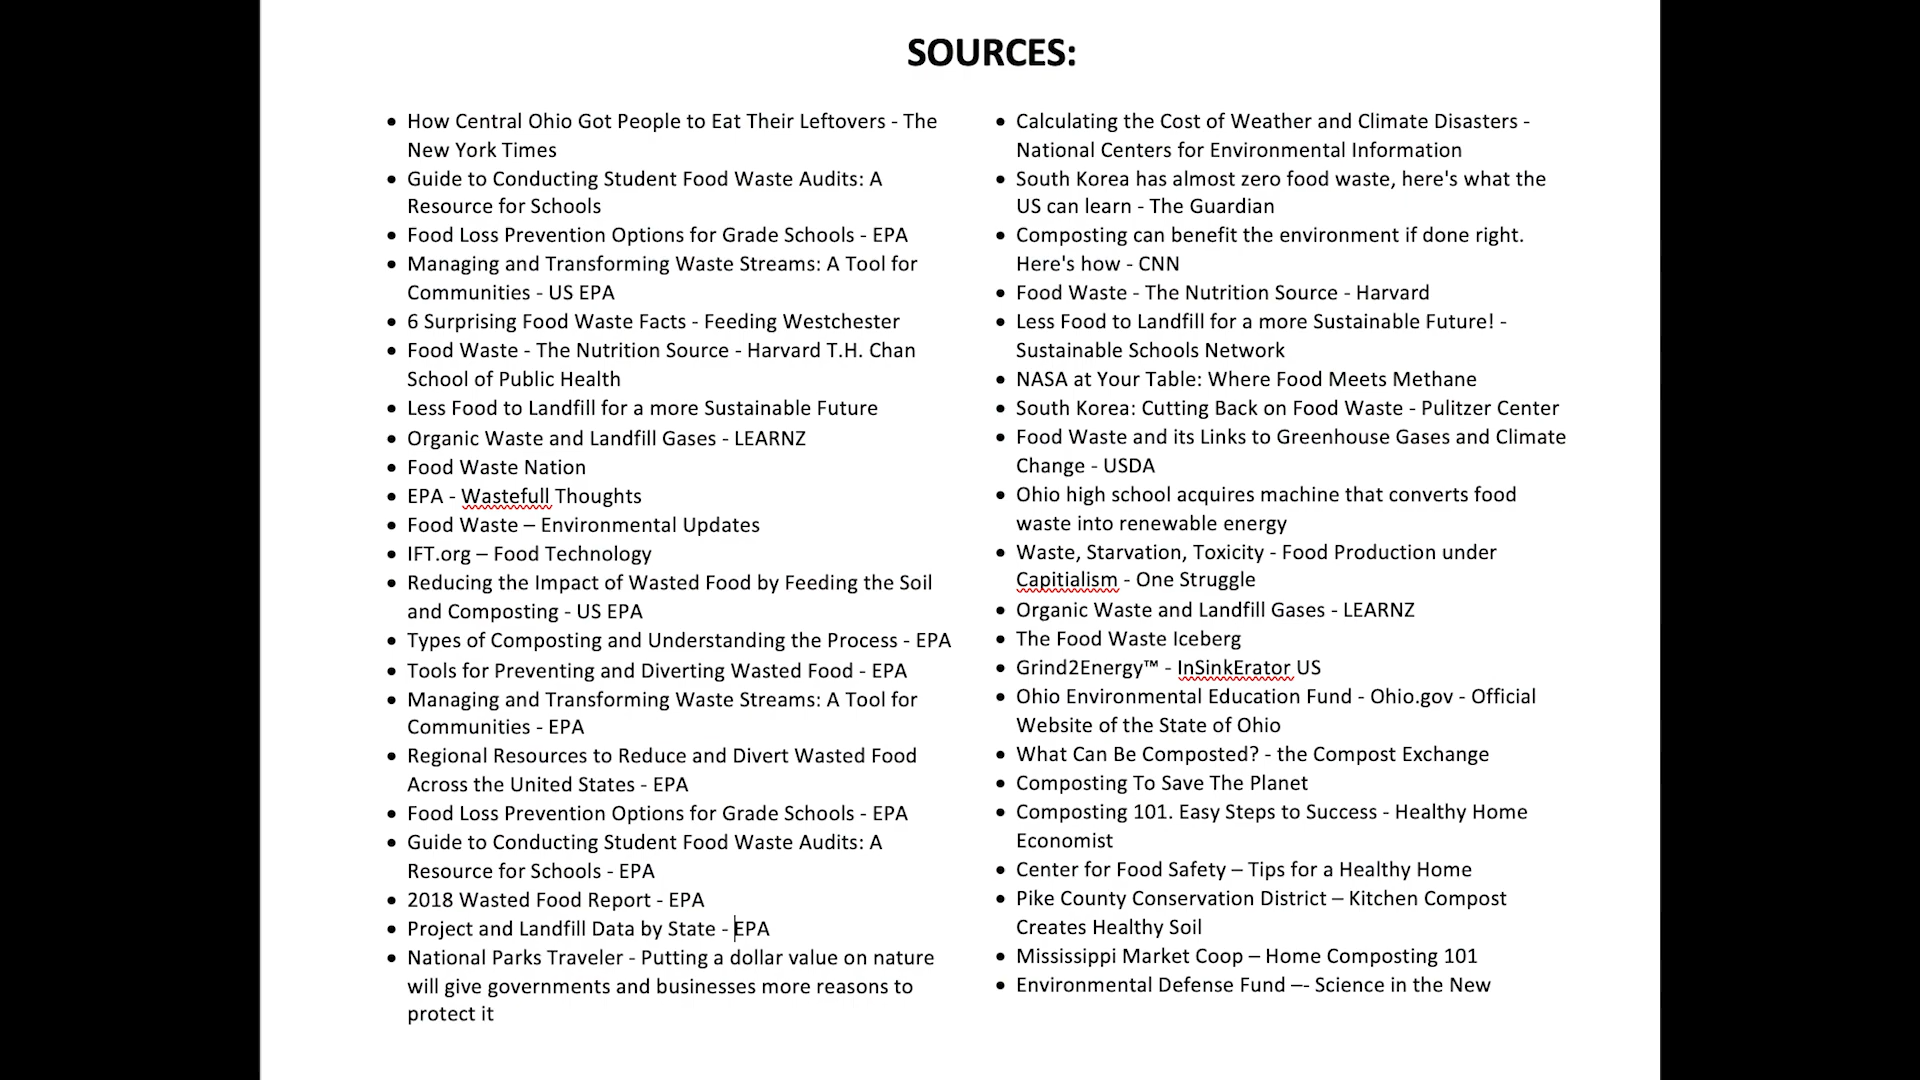 SOURCES:
• How Central Ohio Got People to Eat Their Leftovers - The
New York Times
• Guide to Conducting Student Food Waste Audits: A
Resource for Schools
• Food Loss Prevention Options for Grade Schools - EPA
• Managing and Transforming Waste Streams: A Tool for
Communities - US EPA
• 6 Surprising Food Waste Facts - Feeding Westchester
• Food Waste - The Nutrition Source - Harvard T.H. Chan
School of Public Health
• Less Food to Landfill for a more Sustainable Future
• Organic Waste and Landfill Gases - LEARNZ
• Food Waste Nation
• EPA - Wastefull Thoughts
• Food Waste – Environmental Updates
• IFT.org – Food Technology
• Reducing the Impact of Wasted Food by Feeding the Soil
and Composting - US EPA
• Types of Composting and Understanding the Process - EPA
• Tools for Preventing and Diverting Wasted Food - EPA
• Managing and Transforming Waste Streams: A Tool for
Communities - EPA
• Regional Resources to Reduce and Divert Wasted Food
Across the United States - EPA
• Food Loss Prevention Options for Grade Schools - EPA
• Guide to Conducting Student Food Waste Audits: A
Resource for Schools - EPA
• 2018 Wasted Food Report - EPA
• Project and Landfill Data by State - EPA
• National Parks Traveler - Putting a dollar value on nature
will give governments and businesses more reasons to
protect it
• Calculating the Cost of Weather and Climate Disasters -
National Centers for Environmental Information
• South Korea has almost zero food waste, here's what the
US can learn - The Guardian
• Composting can benefit the environment if done right.
Here's how - CNN
• Food Waste - The Nutrition Source - Harvard
• Less Food to Landfill for a more Sustainable Future! -
Sustainable Schools Network
• NASA at Your Table: Where Food Meets Methane
• South Korea: Cutting Back on Food Waste - Pulitzer Center
• Food Waste and its Links to Greenhouse Gases and Climate
Change - USDA
• Ohio high school acquires machine that converts food
waste into renewable energy
• Waste, Starvation, Toxicity - Food Production under
Capitialism - One Struggle
• Organic Waste and Landfill Gases - LEARNZ
• The Food Waste Iceberg
• Grind2Energy™ - InSinkErator US
• Ohio Environmental Education Fund - Ohio.gov - Official
Website of the State of Ohio
• What Can Be Composted? - the Compost Exchange
• Composting To Save The Planet
• Composting 101. Easy Steps to Success - Healthy Home
Economist
• Center for Food Safety – Tips for a Healthy Home
• Pike County Conservation District – Kitchen Compost
Creates Healthy Soil
• Mississippi Market Coop – Home Composting 101
• Environmental Defense Fund –- Science in the New